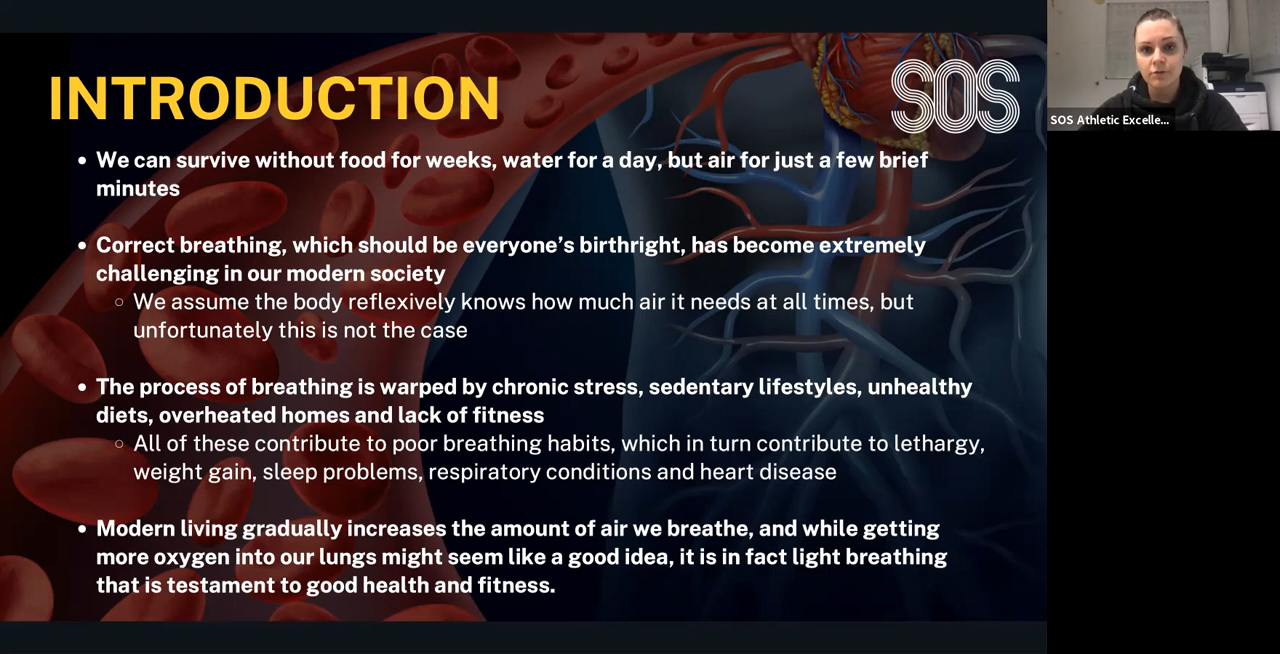 INTRODUCTION
SOS
• We can survive without food for weeks, water for a day, but air for just a few brief
minutes
• Correct breathing, which should be everyone’s birthright, has become extremely
challenging in our modern society
○ We assume the body reflexively knows how much air it needs at all times, but
unfortunately this is not the case
• The process of breathing is warped by chronic stress, sedentary lifestyles, unhealthy
diets, overheated homes and lack of fitness
○ All of these contribute to poor breathing habits, which in turn contribute to lethargy,
weight gain, sleep problems, respiratory conditions and heart disease
• Modern living gradually increases the amount of air we breathe, and while getting
more oxygen into our lungs might seem like a good idea, it is in fact light breathing
that is testament to good health and fitness.
SOS Athletic Excelle...